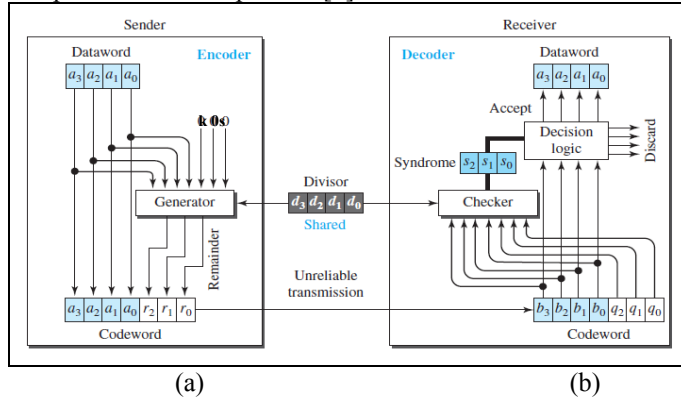 Sender
Receiver
Dataword
Encoder
a3 a2 a1 a0
k 0s
Generator
Remainder
a3 a2 a1 a0 r2 r1 r0
Codeword
Divisor
d3 d2 d1 d0
Shared
Unreliable
transmission
Decoder
Dataword
a3 a2 a1 a0
Accept
Decision
logic
Discard
Syndrome
s2 s1 s0
Checker
b3 b2 b1 b0 q2 q1 q0
Codeword
(a)
(b)